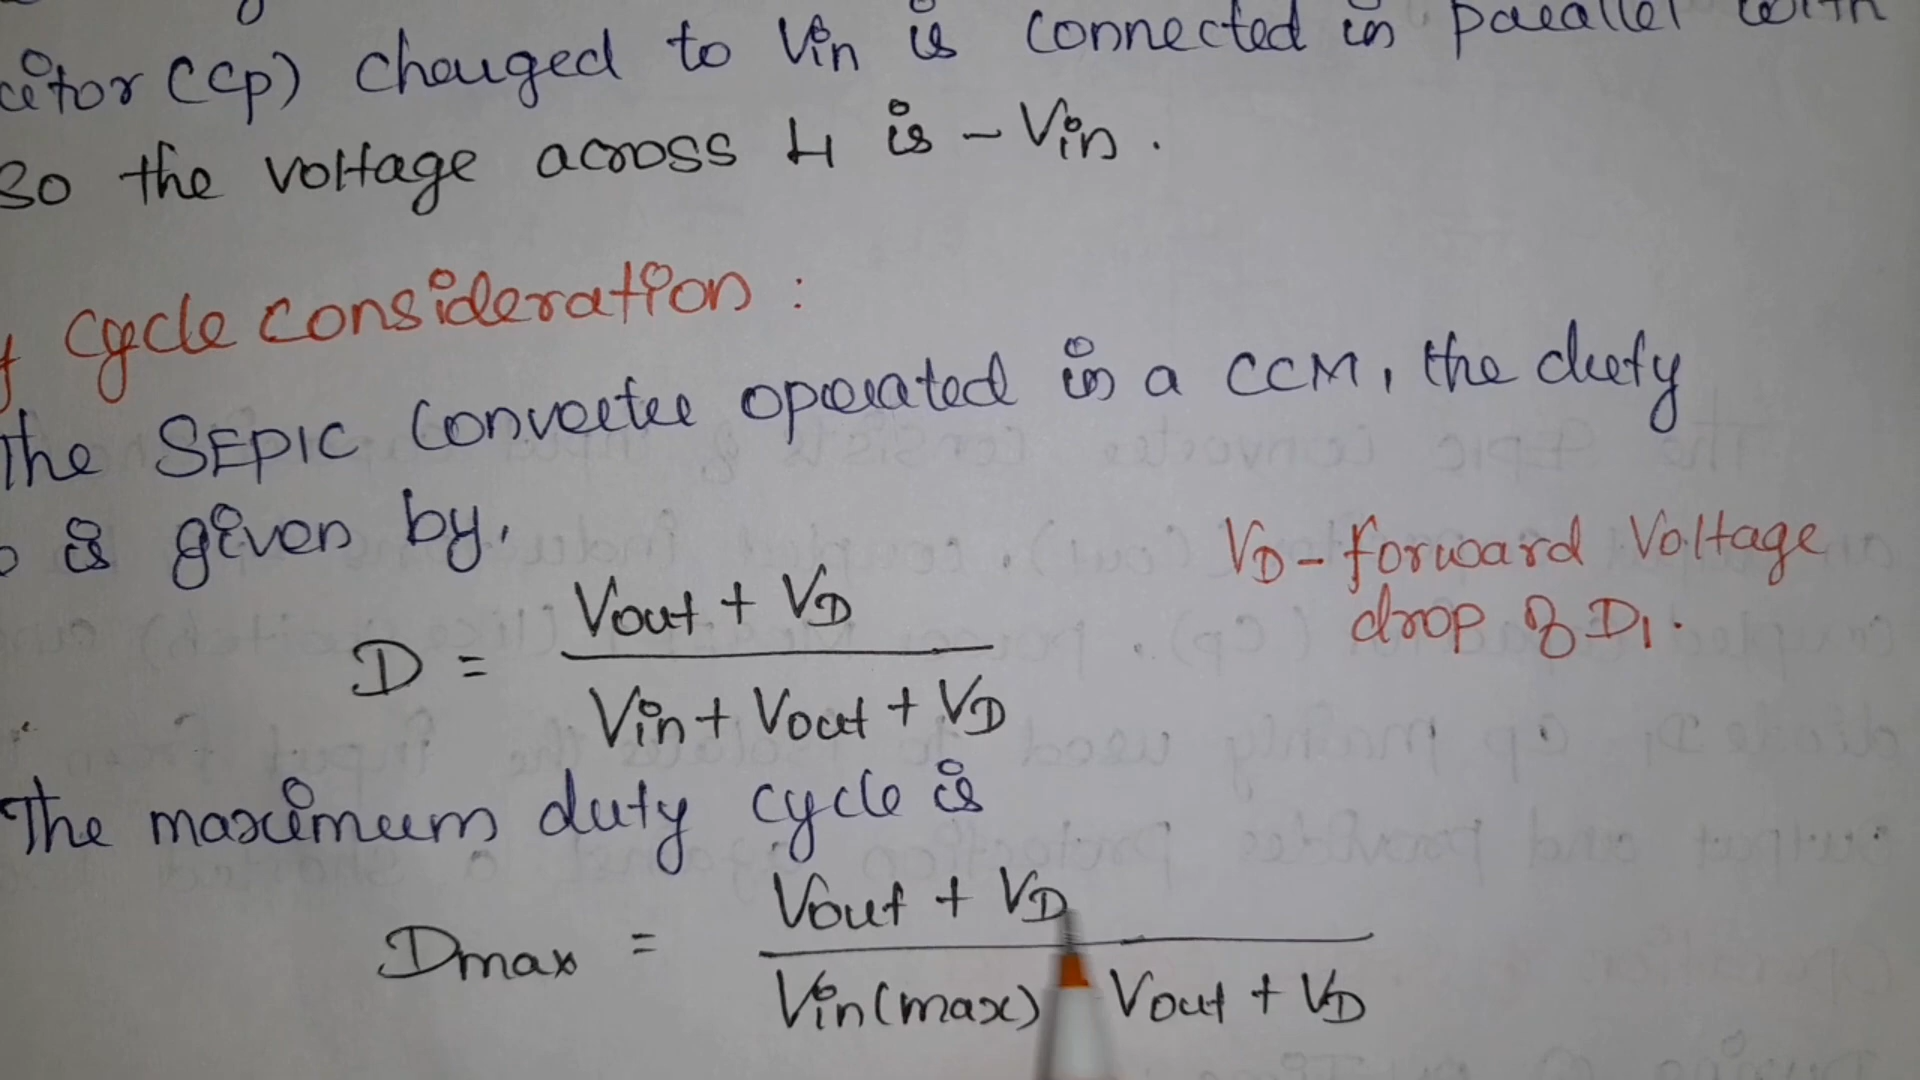 citor (Cp) charged to Vin is connected in parallel with
So the voltage across L1 is - Vin.
cycle consideration :
The SEPIC converter operated in a CCM, the duty
is given by,
VD - forward voltage
drop of D1.
D = Vout + VD / Vin + Vout + VD
The maximum duty cycle is
Dmax = Vout + VD / Vin(max) Vout + VD